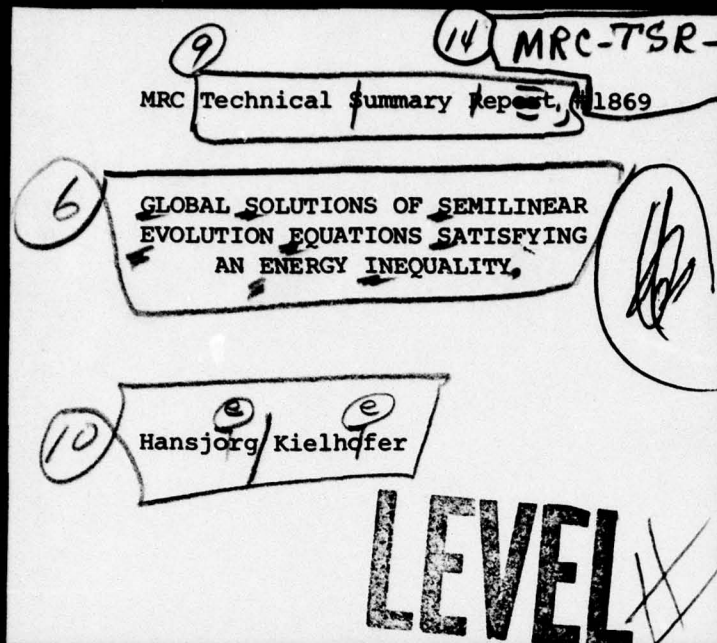 9
14 MRC-TSR-
MRC Technical Summary Report, #1869
6
GLOBAL SOLUTIONS OF SEMILINEAR
EVOLUTION EQUATIONS SATISFYING
AN ENERGY INEQUALITY.
e e
10
Hansjorg Kielhofer
LEVEL